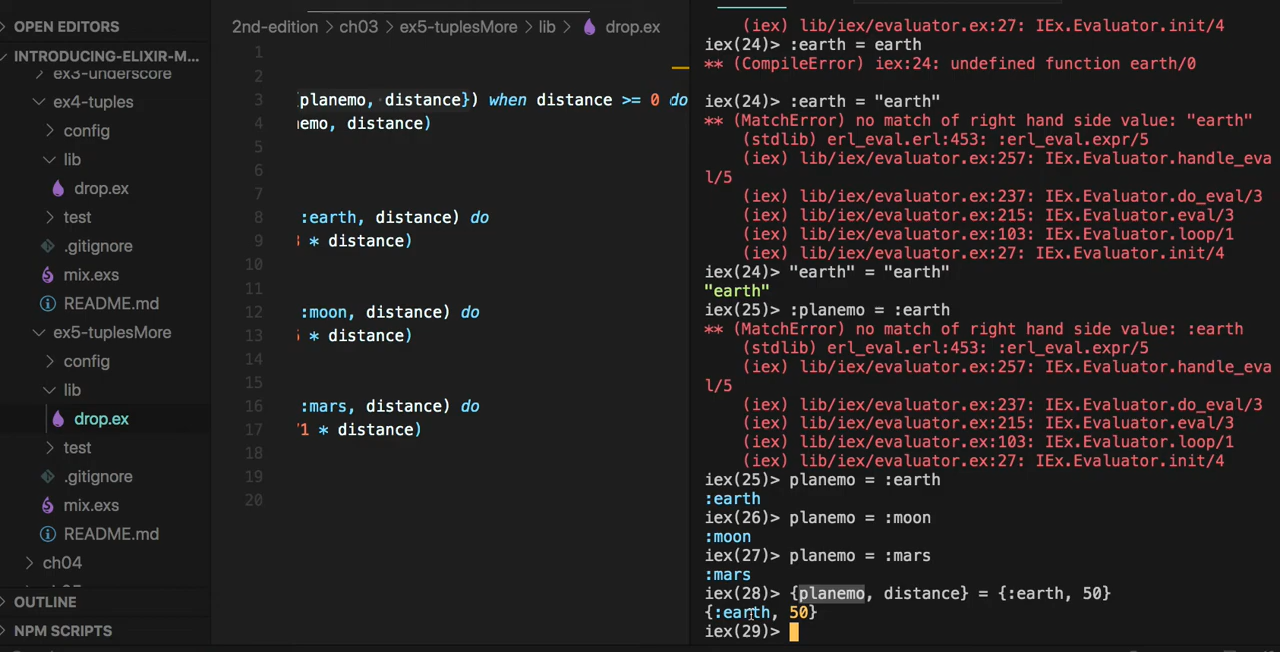 OPEN EDITORS
INTRODUCING-ELIXIR-M...
ex3-underscore
ex4-tuples
config
lib
drop.ex
test
.gitignore
mix.exs
README.md
ex5-tuplesMore
config
lib
drop.ex
test
.gitignore
mix.exs
README.md
ch04
OUTLINE
NPM SCRIPTS
2nd-edition > ch03 > ex5-tuplesMore > lib > drop.ex
1
2
3 planemo, distance}) when distance >= 0 do
4 emo, distance)
5
6
7
8 :earth, distance) do
9 * distance)
10
11
12 :moon, distance) do
13 * distance)
14
15
16 :mars, distance) do
17 1 * distance)
18
19
20
(iex) lib/iex/evaluator.ex:27: IEx.Evaluator.init/4
iex(24)> :earth = earth
** (CompileError) iex:24: undefined function earth/0
iex(24)> :earth = "earth"
** (MatchError) no match of right hand side value: "earth"
(stdlib) erl_eval.erl:453: :erl_eval.expr/5
(iex) lib/iex/evaluator.ex:257: IEx.Evaluator.handle_eva
l/5
(iex) lib/iex/evaluator.ex:237: IEx.Evaluator.do_eval/3
(iex) lib/iex/evaluator.ex:215: IEx.Evaluator.eval/3
(iex) lib/iex/evaluator.ex:103: IEx.Evaluator.loop/1
(iex) lib/iex/evaluator.ex:27: IEx.Evaluator.init/4
iex(24)> "earth" = "earth"
"earth"
iex(25)> :planemo = :earth
** (MatchError) no match of right hand side value: :earth
(stdlib) erl_eval.erl:453: :erl_eval.expr/5
(iex) lib/iex/evaluator.ex:257: IEx.Evaluator.handle_eva
l/5
(iex) lib/iex/evaluator.ex:237: IEx.Evaluator.do_eval/3
(iex) lib/iex/evaluator.ex:215: IEx.Evaluator.eval/3
(iex) lib/iex/evaluator.ex:103: IEx.Evaluator.loop/1
(iex) lib/iex/evaluator.ex:27: IEx.Evaluator.init/4
iex(25)> planemo = :earth
:earth
iex(26)> planemo = :moon
:moon
iex(27)> planemo = :mars
:mars
iex(28)> {planemo, distance} = {:earth, 50}
{:earth, 50}
iex(29)>